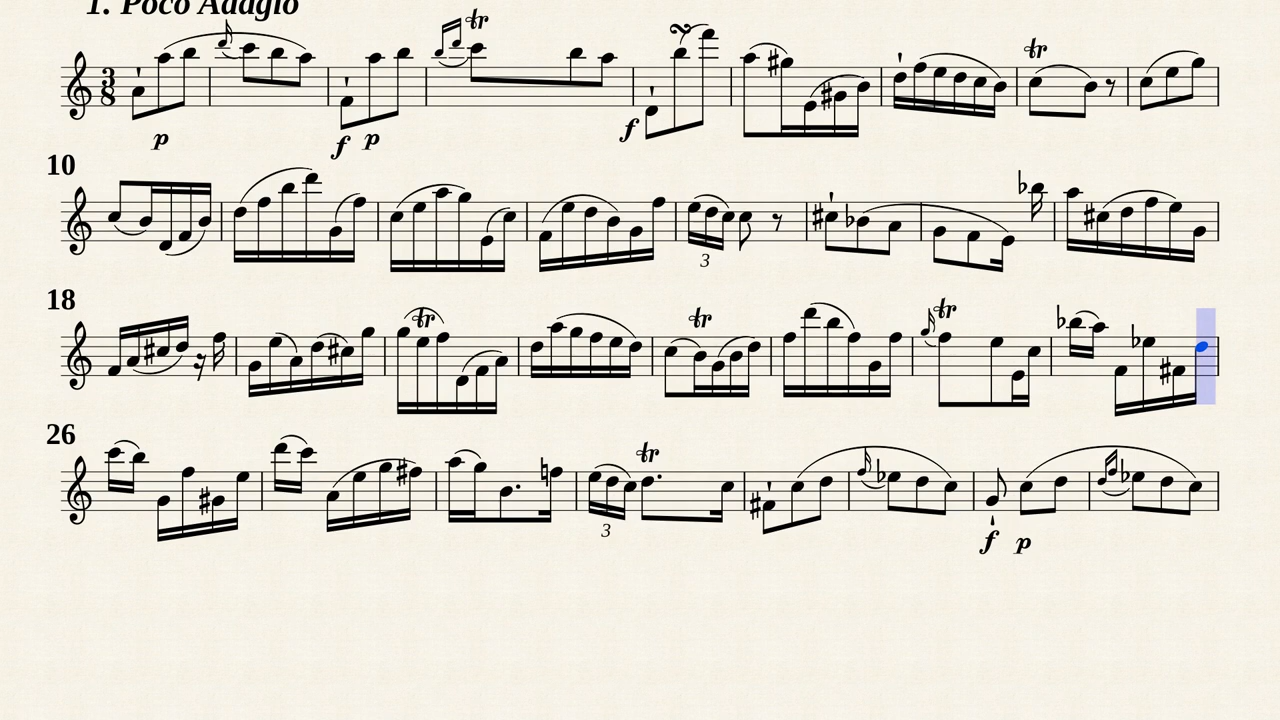 1. Poco Adagio
3
8
tr tr
p f p f
10
3
18
tr tr tr
26
tr
3
f p